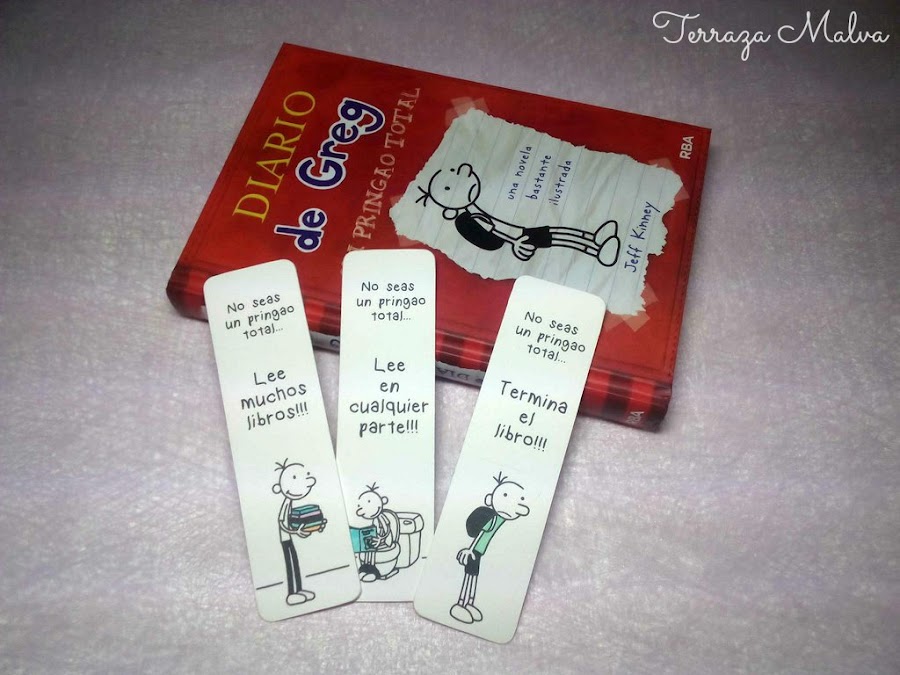 Terraza Malva
DIARIO
de Greg
PRINGAO TOTAL
una novela
bastante
ilustrada
Jeff Kinney
RBA
No seas
un pringao
total...
Lee
muchos
libros!!!
No seas
un pringao
total...
Lee
en
cualquier
parte!!!
No seas
un pringao
total...
Termina
el
libro!!!
RBA